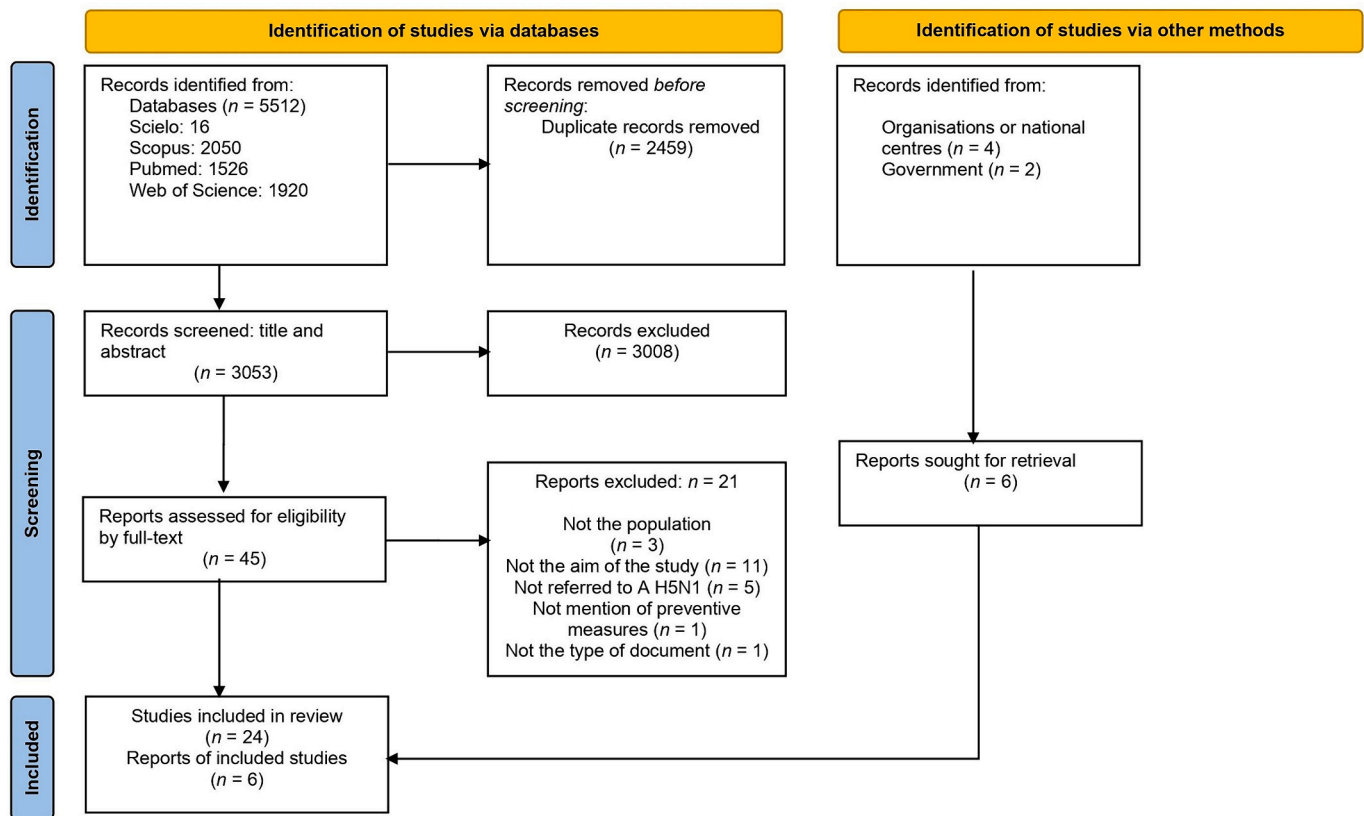 Identification of studies via databases
Identification of studies via other methods
Identification
Records identified from:
Databases (n = 5512)
Scielo: 16
Scopus: 2050
Pubmed: 1526
Web of Science: 1920
Records removed before
screening:
Duplicate records removed
(n = 2459)
Records identified from:
Organisations or national
centres (n = 4)
Government (n = 2)
Screening
Records screened: title and
abstract
(n = 3053)
Records excluded
(n = 3008)
Reports sought for retrieval
(n = 6)
Reports assessed for eligibility
by full-text
(n = 45)
Reports excluded: n = 21
Not the population
(n = 3)
Not the aim of the study (n = 11)
Not referred to A H5N1 (n = 5)
Not mention of preventive
measures (n = 1)
Not the type of document (n = 1)
Included
Studies included in review
(n = 24)
Reports of included studies
(n = 6)